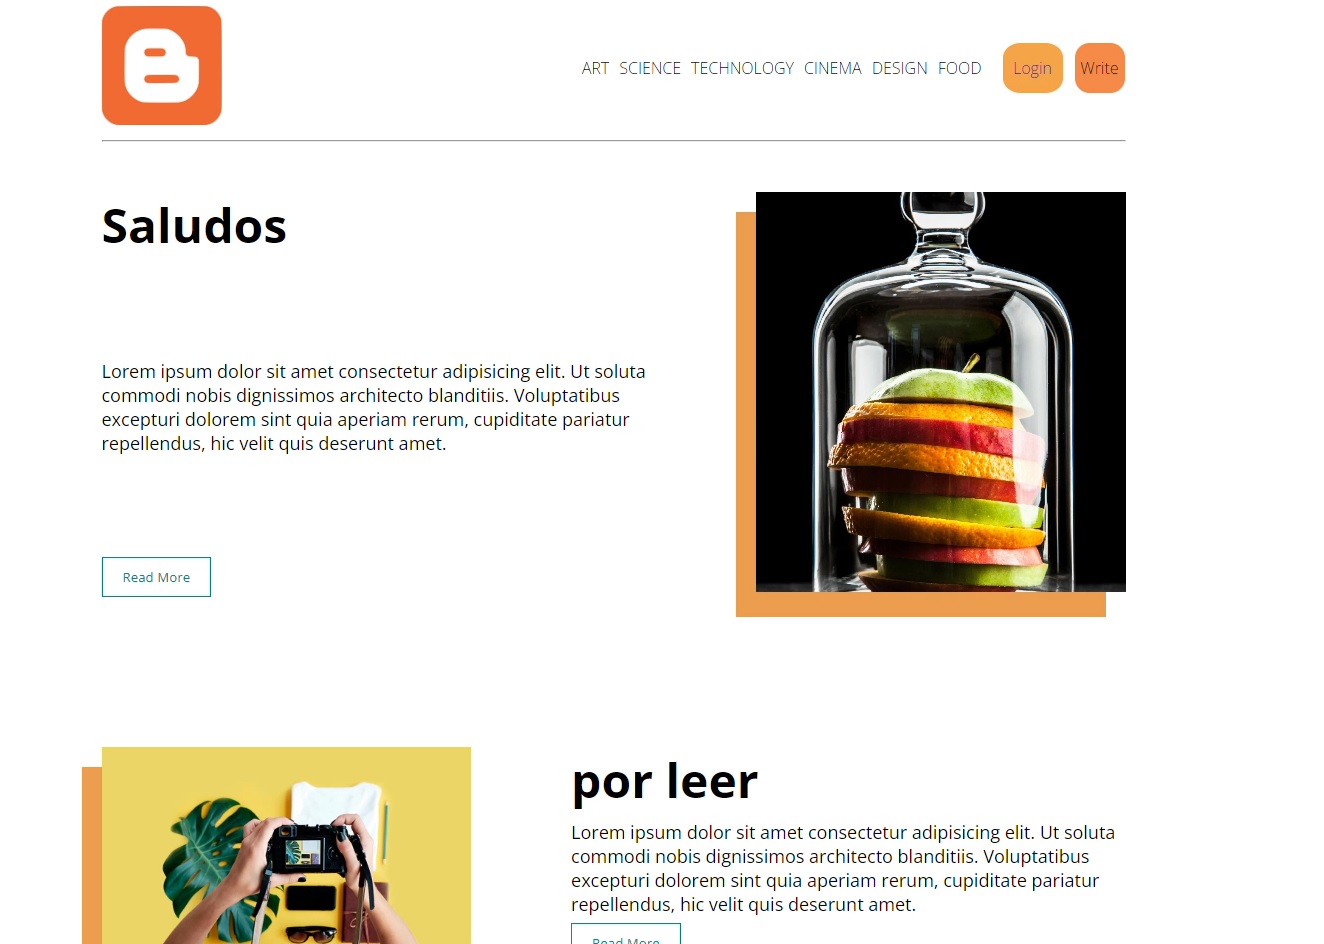 B
ART SCIENCE TECHNOLOGY CINEMA DESIGN FOOD Login Write
Saludos
Lorem ipsum dolor sit amet consectetur adipisicing elit. Ut soluta
commodi nobis dignissimos architecto blanditiis. Voluptatibus
excepturi dolorem sint quia aperiam rerum, cupiditate pariatur
repellendus, hic velit quis deserunt amet.
Read More
por leer
Lorem ipsum dolor sit amet consectetur adipisicing elit. Ut soluta
commodi nobis dignissimos architecto blanditiis. Voluptatibus
excepturi dolorem sint quia aperiam rerum, cupiditate pariatur
repellendus, hic velit quis deserunt amet.
Read More